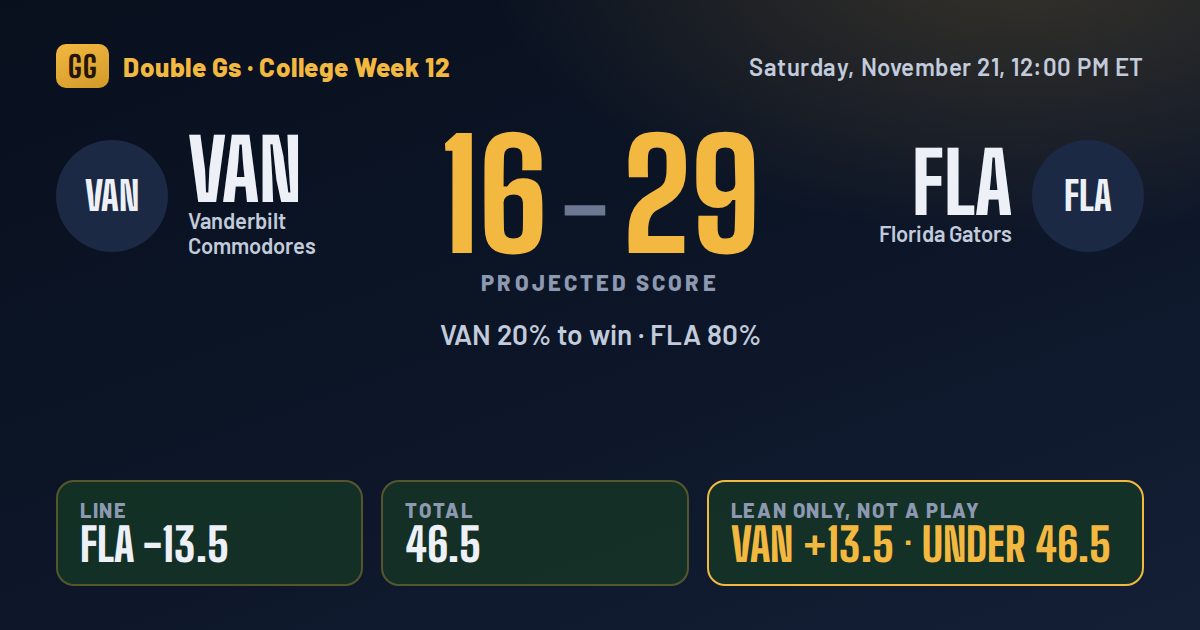 GG
Double Gs · College Week 12
Saturday, November 21, 12:00 PM ET
VAN
VAN
Vanderbilt
Commodores
16 – 29
PROJECTED SCORE
VAN 20% to win · FLA 80%
FLA
Florida Gators
FLA
LINE
FLA −13.5
TOTAL
46.5
LEAN ONLY, NOT A PLAY
VAN +13.5 · UNDER 46.5